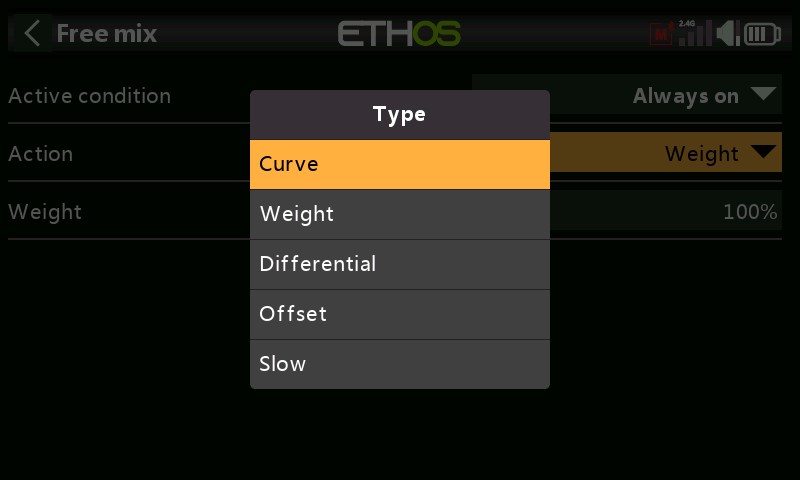 Free mix
ETHOS
M
2.4G
Active condition
Always on
Action
Weight
Weight
100%
Type
Curve
Weight
Differential
Offset
Slow